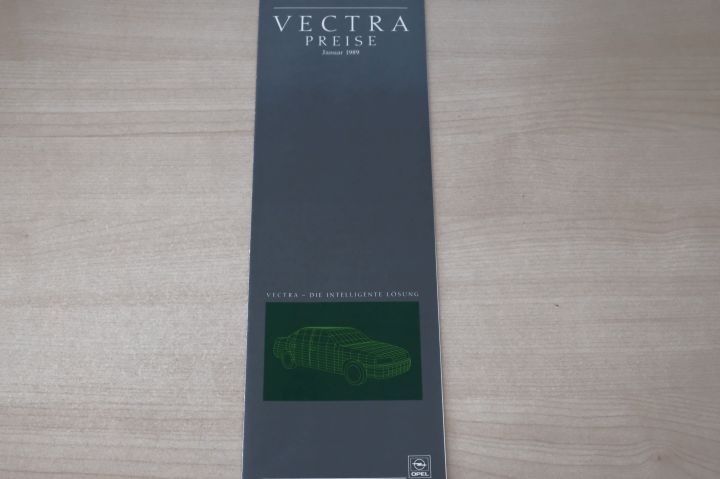 VECTRA
PREISE
Januar 1989
VECTRA – DIE INTELLIGENTE LÖSUNG
OPEL